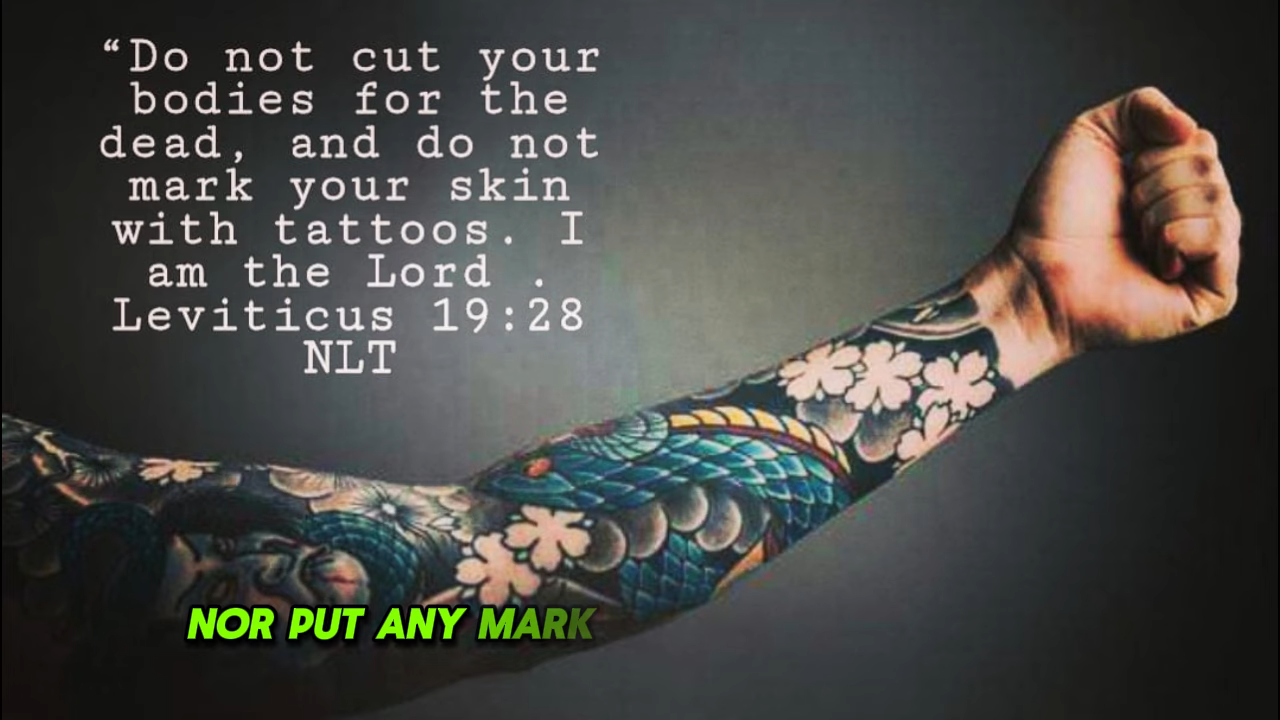 “Do not cut your
bodies for the
dead, and do not
mark your skin
with tattoos. I
am the Lord .
Leviticus 19:28
NLT
NOR PUT ANY MARK